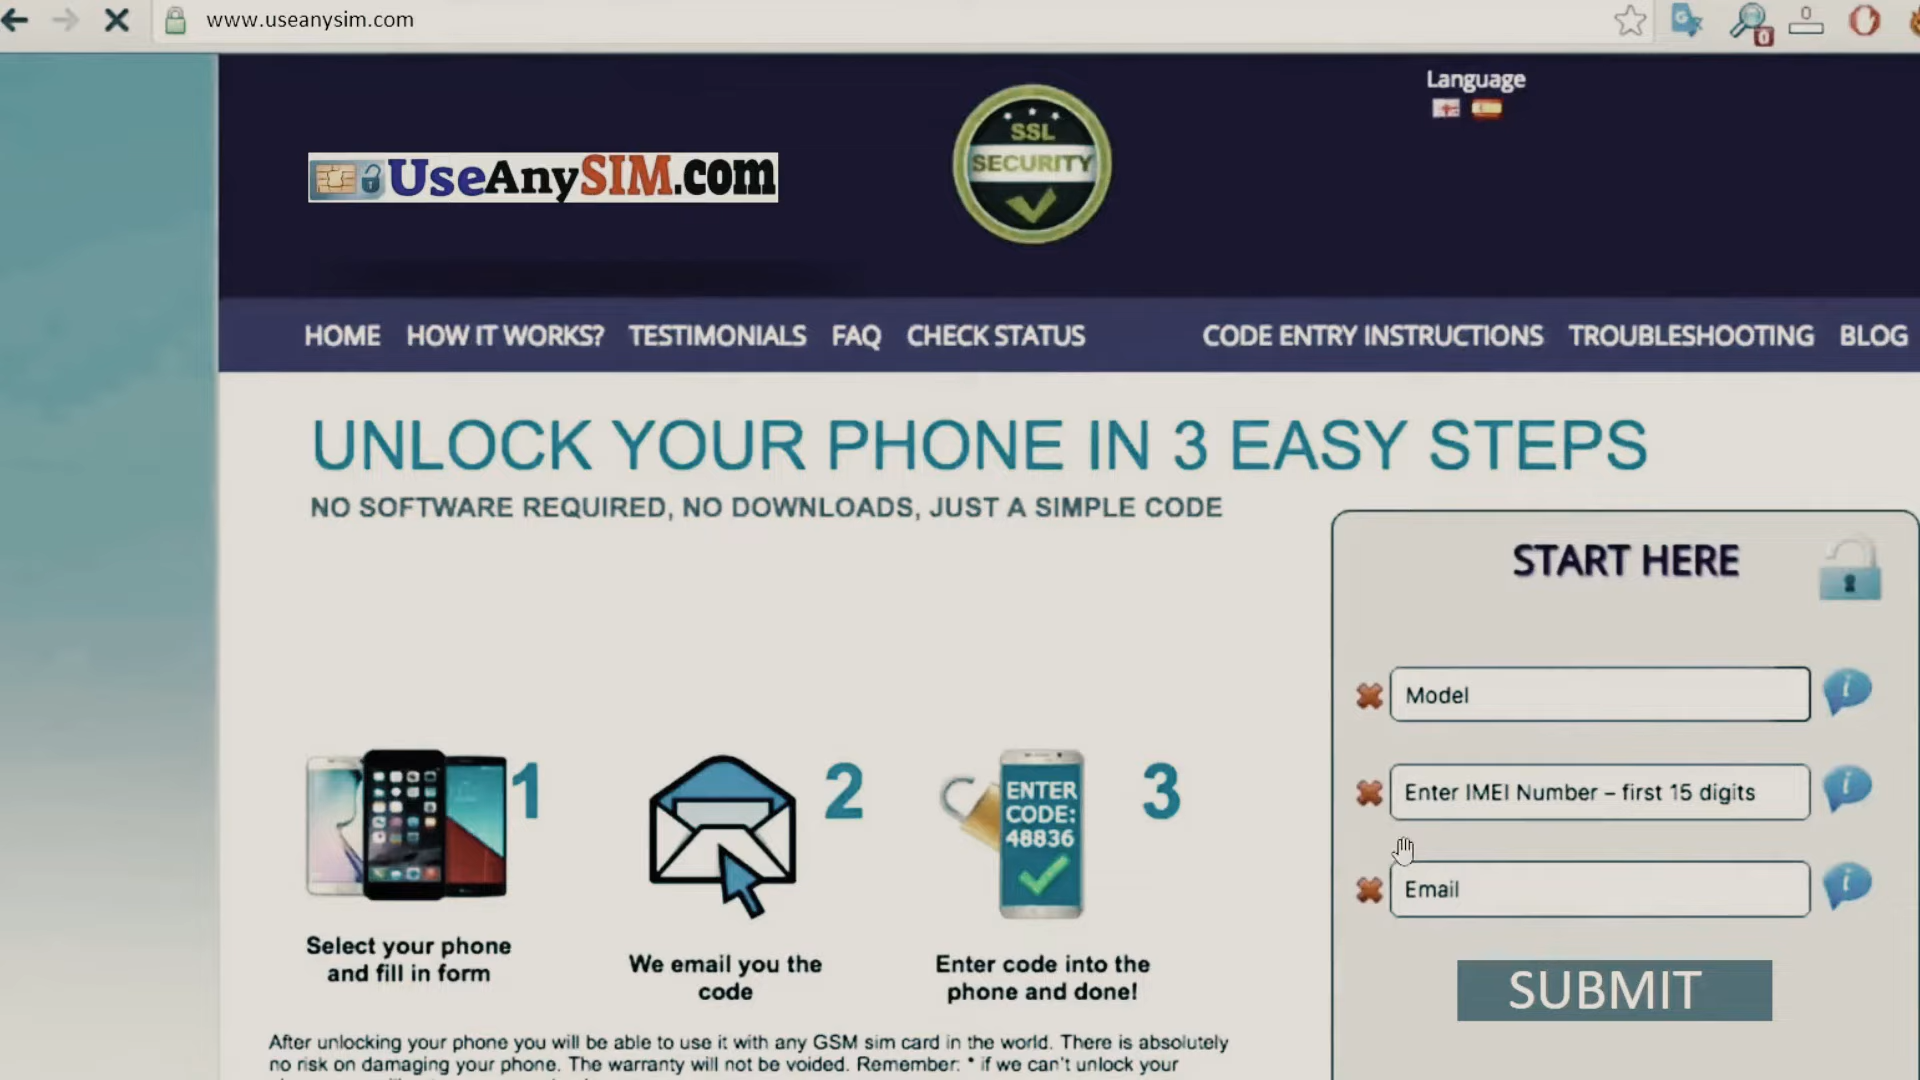 www.useanysim.com
Language
SSL
SECURITY
UseAnySIM.com
HOME HOW IT WORKS? TESTIMONIALS FAQ CHECK STATUS CODE ENTRY INSTRUCTIONS TROUBLESHOOTING BLOG
UNLOCK YOUR PHONE IN 3 EASY STEPS
NO SOFTWARE REQUIRED, NO DOWNLOADS, JUST A SIMPLE CODE
START HERE
Model
Enter IMEI Number – first 15 digits
Email
SUBMIT
1
Select your phone
and fill in form
2
We email you the
code
ENTER
CODE:
48836
3
Enter code into the
phone and done!
After unlocking your phone you will be able to use it with any GSM sim card in the world. There is absolutely
no risk on damaging your phone. The warranty will not be voided. Remember: * if we can't unlock your